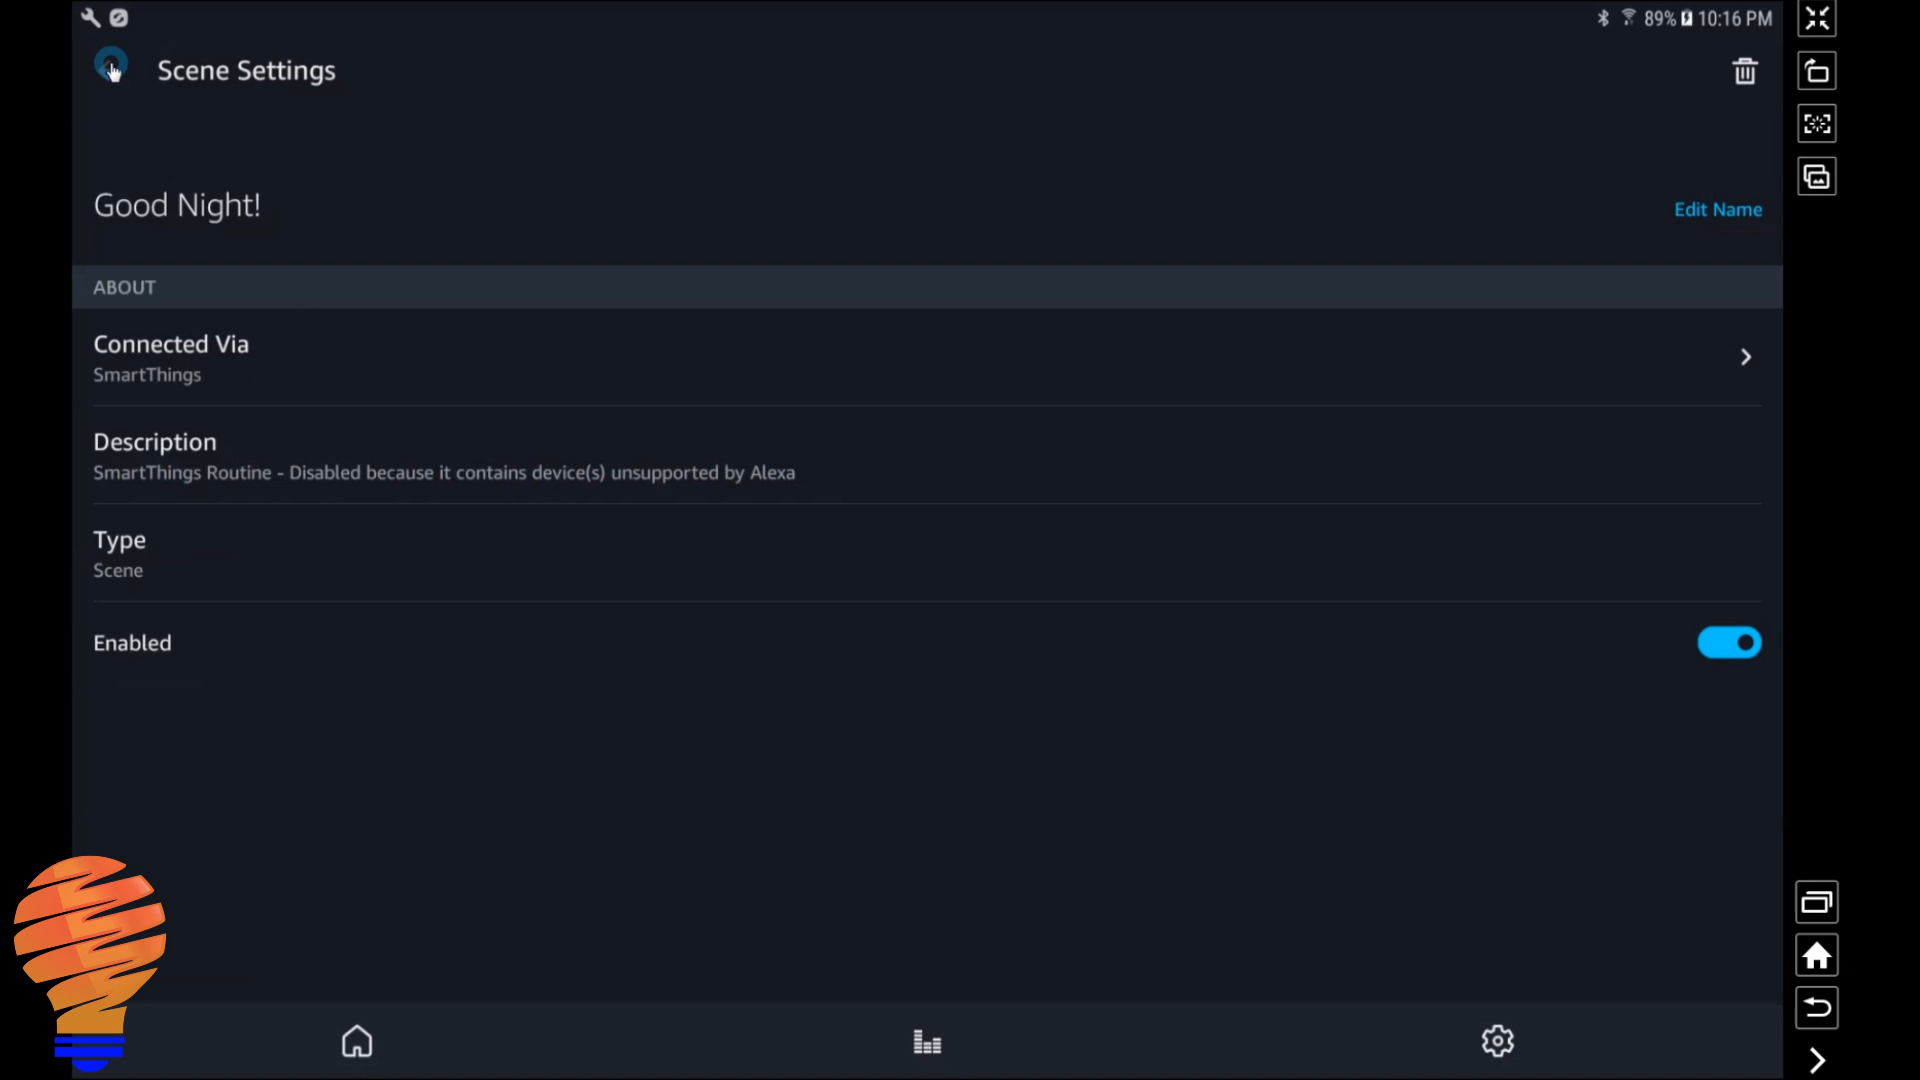 89% 10:16 PM
Scene Settings
Good Night!
Edit Name
ABOUT
Connected Via
SmartThings
Description
SmartThings Routine - Disabled because it contains device(s) unsupported by Alexa
Type
Scene
Enabled